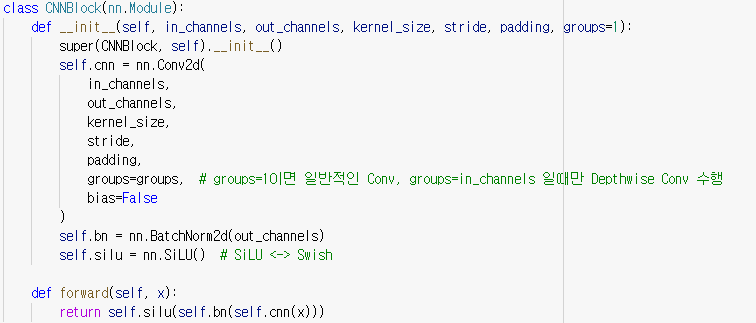 class CNNBlock(nn.Module):
    def __init__(self, in_channels, out_channels, kernel_size, stride, padding, groups=1):
        super(CNNBlock, self).__init__()
        self.cnn = nn.Conv2d(
            in_channels,
            out_channels,
            kernel_size,
            stride,
            padding,
            groups=groups,  # groups=1이면 일반적인 Conv, groups=in_channels 일때만 Depthwise Conv 수행
            bias=False
        )
        self.bn = nn.BatchNorm2d(out_channels)
        self.silu = nn.SiLU()  # SiLU <-> Swish

    def forward(self, x):
        return self.silu(self.bn(self.cnn(x)))